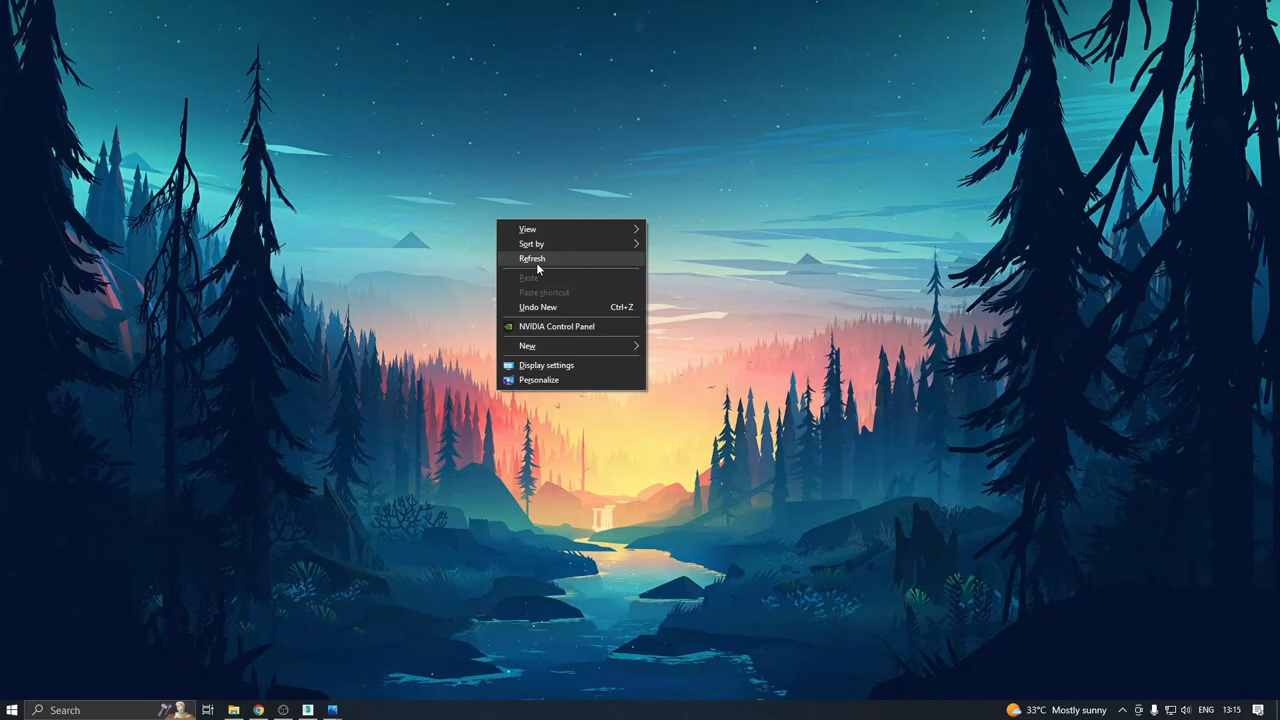 View
Sort by
Refresh
Paste
Paste shortcut
Undo New Ctrl+Z
NVIDIA Control Panel
New
Display settings
Personalize
Search
33°C Mostly sunny
ENG
13:15